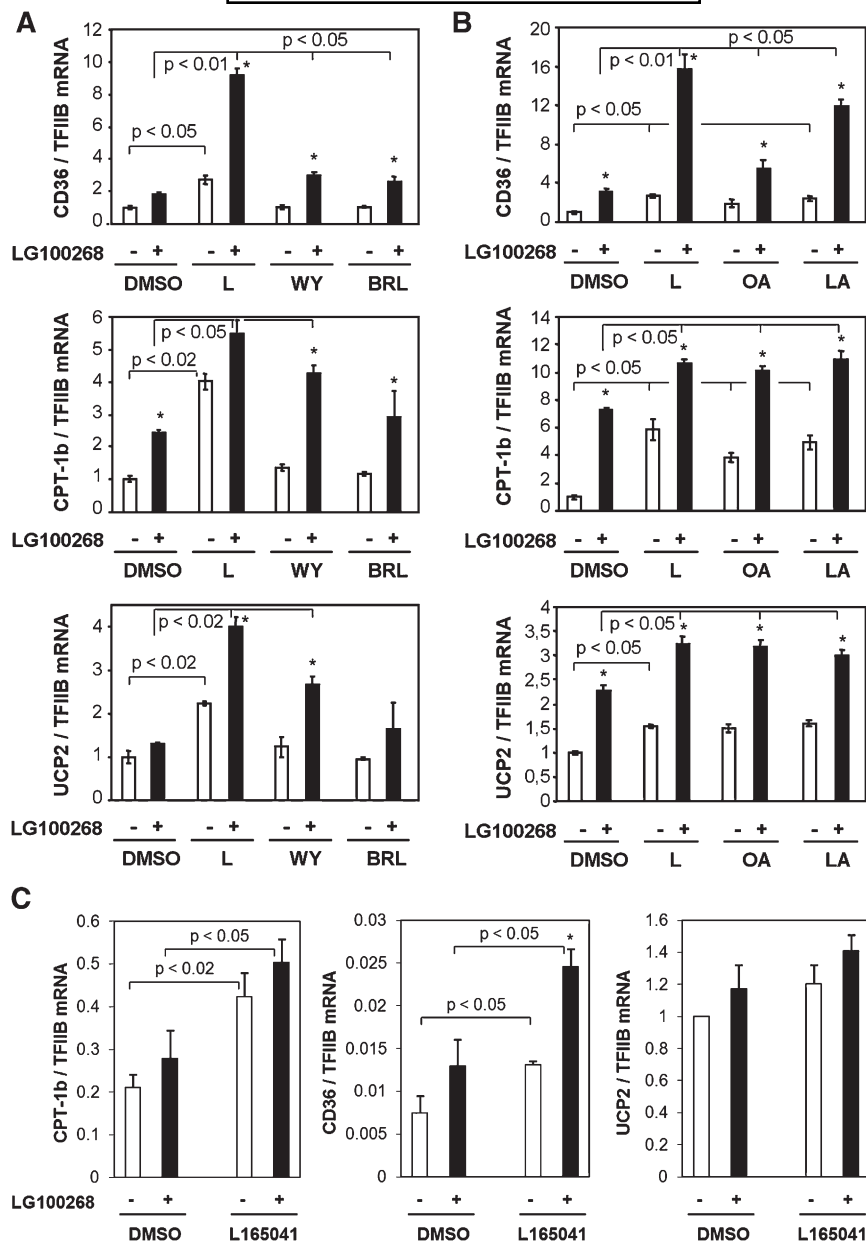 A
CD36 / TFIIB mRNA
12
10
8
6
4
2
0
p < 0.05
p < 0.01
*
p < 0.05
*
*
LG100268
- + - + - + - +
DMSO L WY BRL
CPT-1b / TFIIB mRNA
6
5
4
3
2
1
0
p < 0.05
p < 0.02
*
*
*
LG100268
- + - + - + - +
DMSO L WY BRL
UCP2 / TFIIB mRNA
4
3
2
1
0
p < 0.02
*
p < 0.02
*
LG100268
- + - + - + - +
DMSO L WY BRL
B
CD36 / TFIIB mRNA
20
16
12
8
4
0
p < 0.05
p < 0.01
*
*
p < 0.05
*
*
LG100268
- + - + - + - +
DMSO L OA LA
CPT-1b / TFIIB mRNA
14
12
10
8
6
4
2
0
p < 0.05
* * *
p < 0.05
*
LG100268
- + - + - + - +
DMSO L OA LA
UCP2 / TFIIB mRNA
4
3,5
3
2,5
2
1,5
1
0,5
0
p < 0.05
* * *
p < 0.05
*
LG100268
- + - + - + - +
DMSO L OA LA
C
CPT-1b / TFIIB mRNA
0.6
0.5
0.4
0.3
0.2
0.1
0
p < 0.05
p < 0.02
LG100268
- + - +
DMSO L165041
CD36 / TFIIB mRNA
0.03
0.025
0.02
0.015
0.01
0.005
0
p < 0.05
*
p < 0.05
- + - +
DMSO L165041
UCP2 / TFIIB mRNA
1.6
1.4
1.2
1
0.8
0.6
0.4
0.2
0
- + - +
DMSO L165041